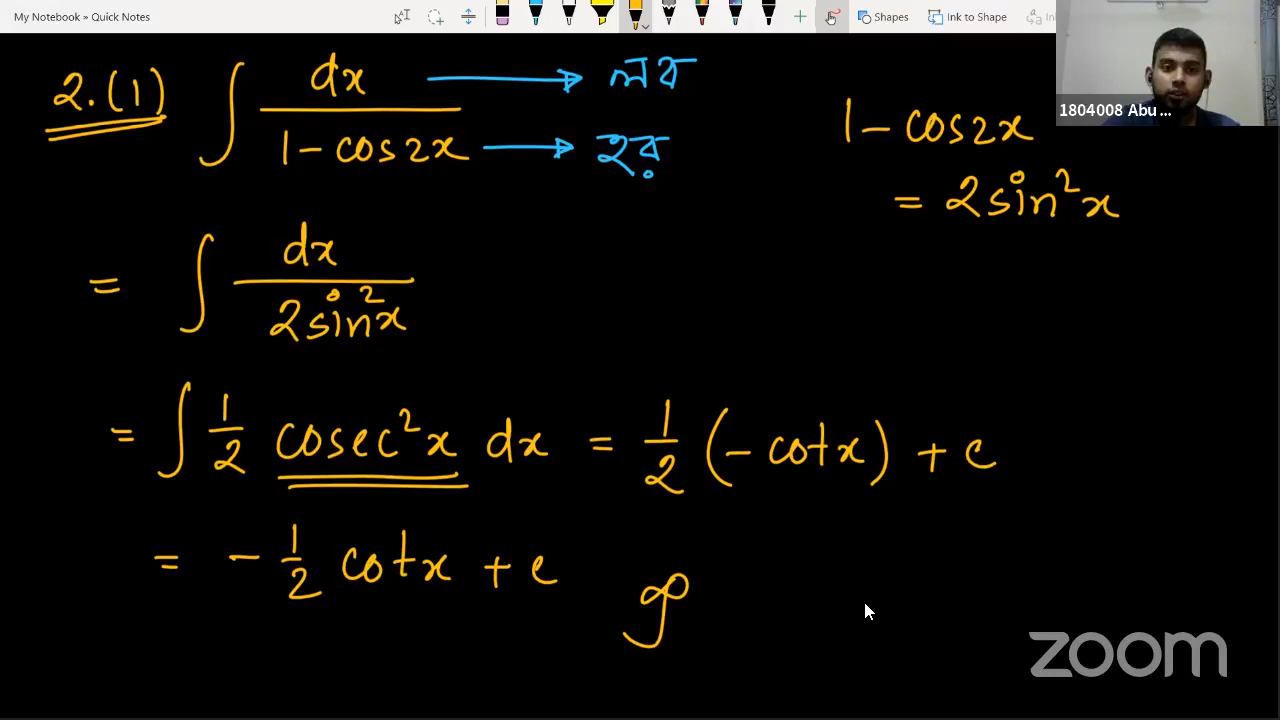 My Notebook » Quick Notes
Shapes
Ink to Shape
1804008 Abu ...
2.(1) ∫ dx / (1 - cos2x)
→ লব
→ হর
1 - cos2x
= 2sin²x
= ∫ dx / (2sin²x)
= ∫ 1/2 cosec²x dx = 1/2 (- cotx) + c
= - 1/2 cotx + c
zoom